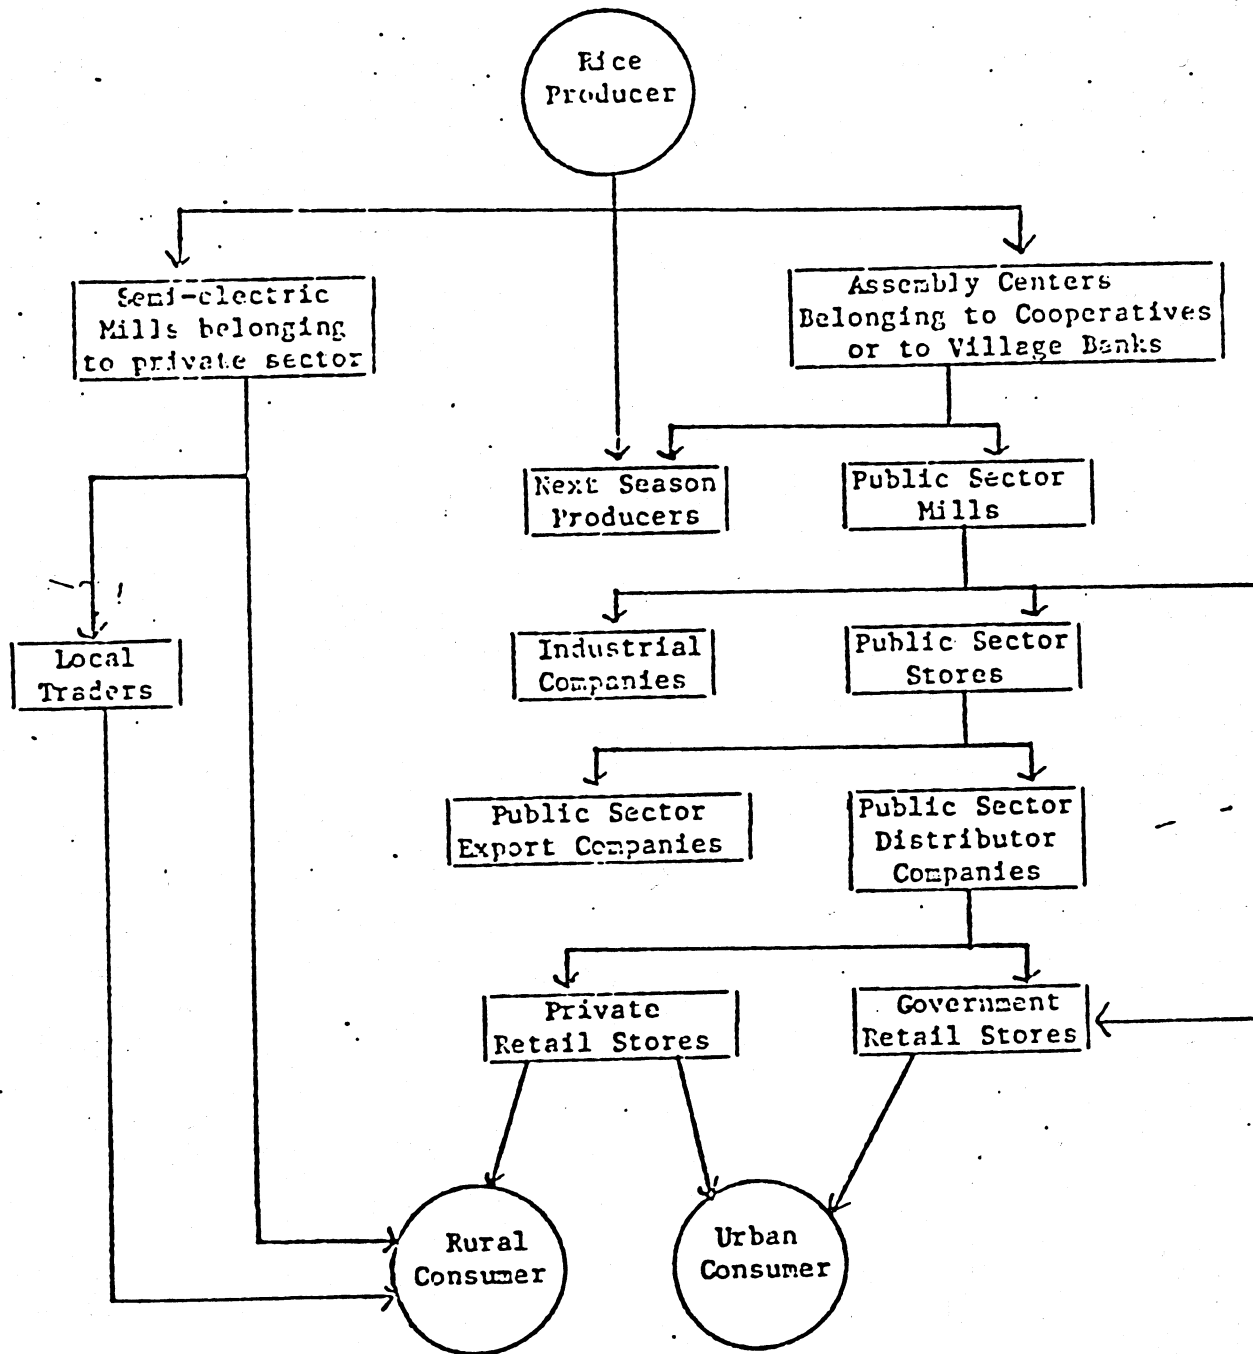 Rice
Producer
Semi-electric
Mills belonging
to private sector
Assembly Centers
Belonging to Cooperatives
or to Village Banks
Next Season
Producers
Public Sector
Mills
Local
Traders
Industrial
Companies
Public Sector
Stores
Public Sector
Export Companies
Public Sector
Distributor
Companies
Private
Retail Stores
Government
Retail Stores
Rural
Consumer
Urban
Consumer